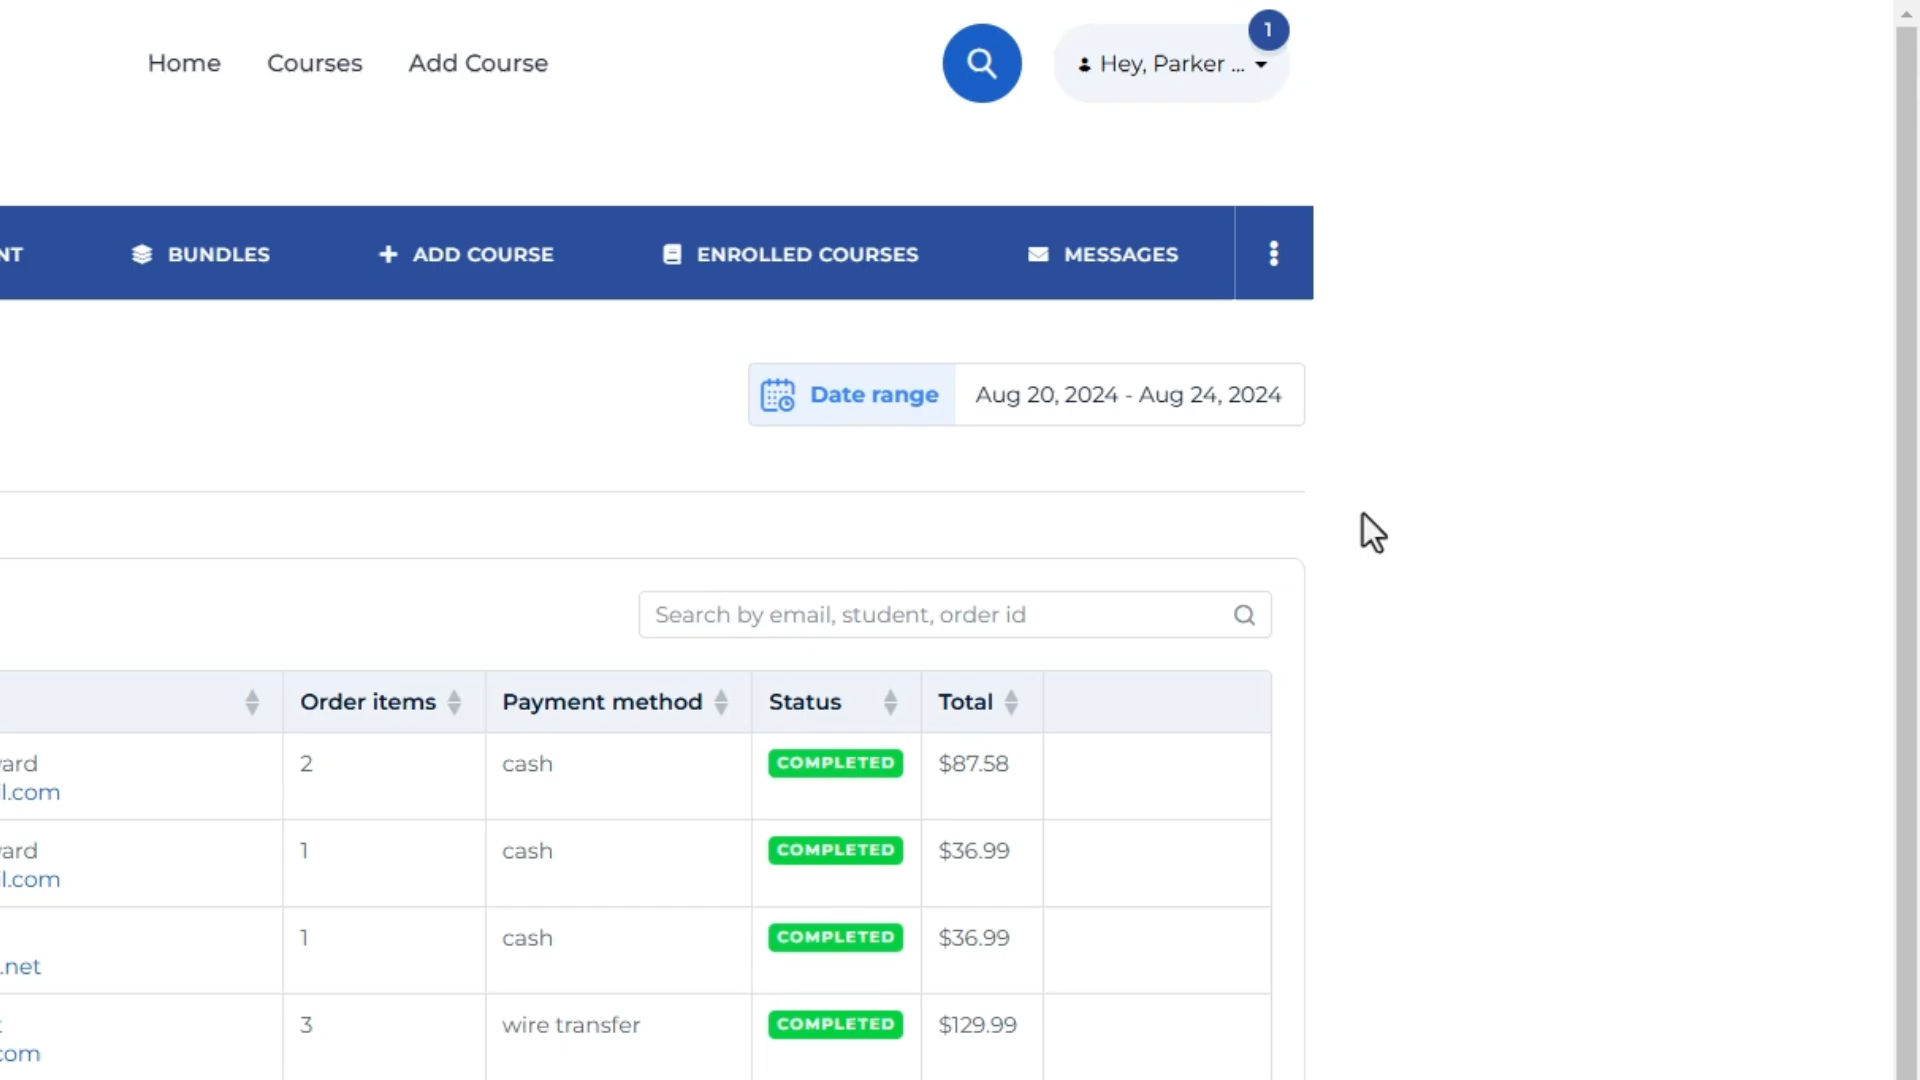 1
Home Courses Add Course Hey, Parker ...
NT BUNDLES ADD COURSE ENROLLED COURSES MESSAGES
Date range Aug 20, 2024 - Aug 24, 2024
Search by email, student, order id
Order items Payment method Status Total
ard 2 cash COMPLETED $87.58
l.com
ard 1 cash COMPLETED $36.99
l.com
1 cash COMPLETED $36.99
.net
3 wire transfer COMPLETED $129.99
com